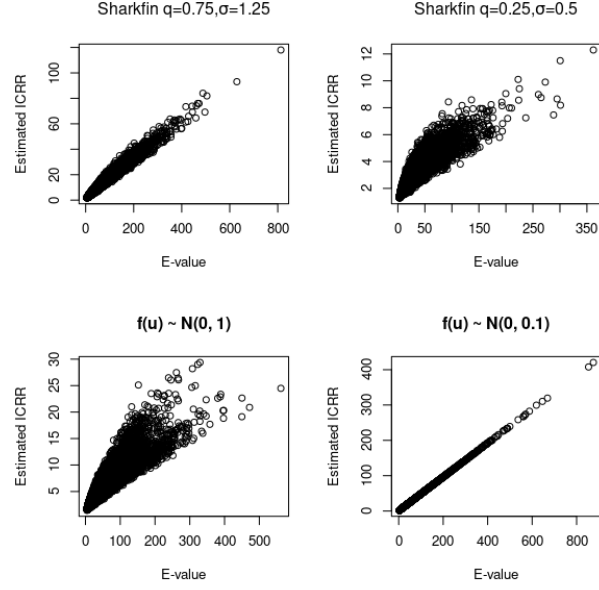 Sharkfin q=0.75,σ=1.25
Estimated ICRR
0 20 60 100
0 200 400 600 800
E-value
Sharkfin q=0.25,σ=0.5
Estimated ICRR
2 4 6 8 10 12
0 50 150 250 350
E-value
f(u) ~ N(0, 1)
Estimated ICRR
5 10 15 20 25 30
0 100 200 300 400 500
E-value
f(u) ~ N(0, 0.1)
Estimated ICRR
0 100 200 300 400
0 200 400 600 800
E-value